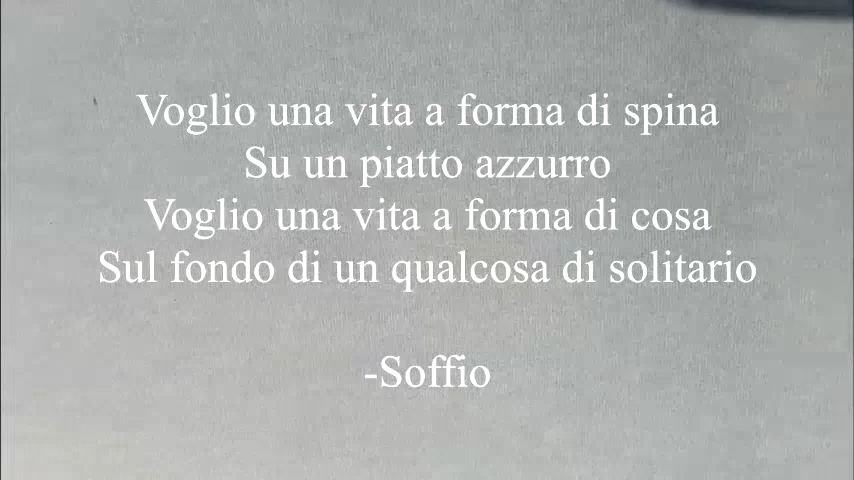 Voglio una vita a forma di spina
Su un piatto azzurro
Voglio una vita a forma di cosa
Sul fondo di un qualcosa di solitario
-Soffio